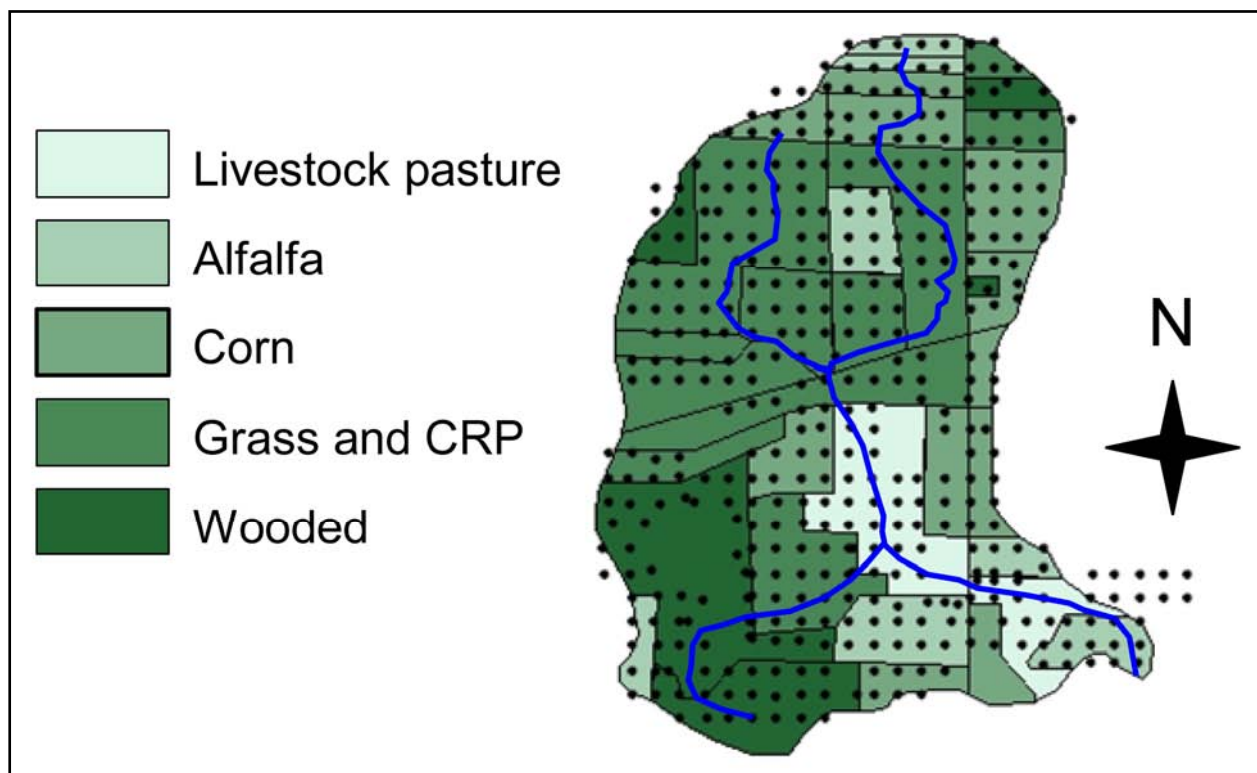 Livestock pasture
Alfalfa
Corn
Grass and CRP
Wooded
N